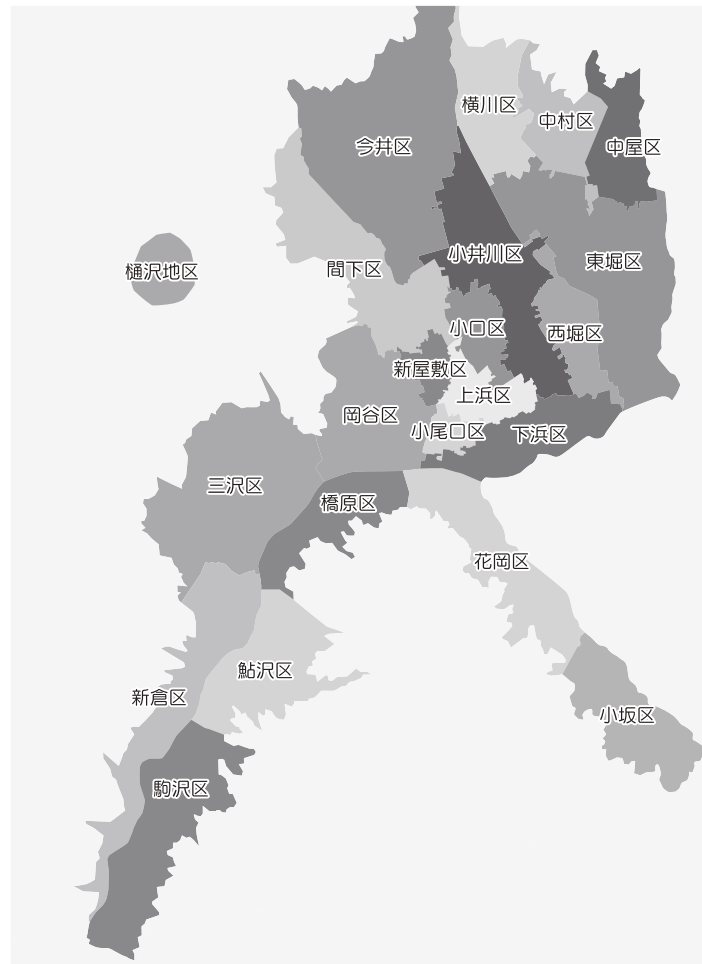 横川区
中村区
今井区
中屋区
小井川区
東堀区
間下区
樋沢地区
小口区
西堀区
新屋敷区
上浜区
岡谷区
小尾口区
下浜区
三沢区
橋原区
花岡区
鮎沢区
新倉区
小坂区
駒沢区